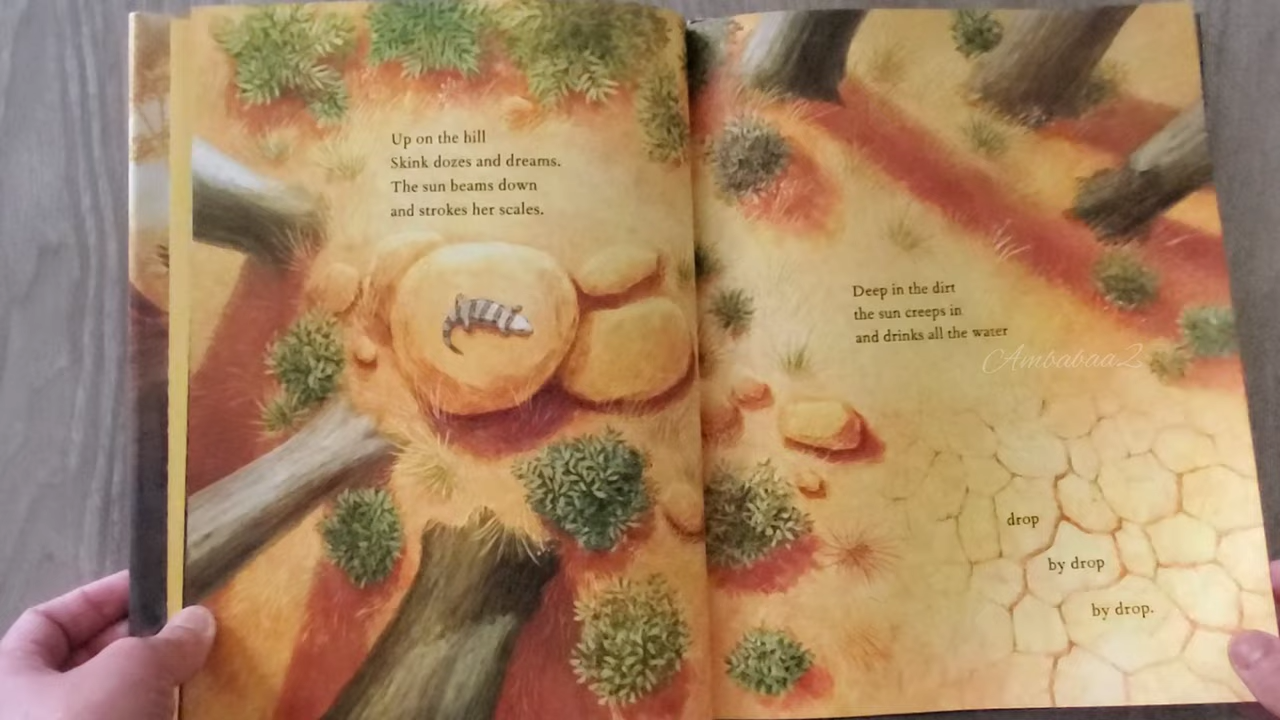 Up on the hill
Skink dozes and dreams.
The sun beams down
and strokes her scales.
Deep in the dirt
the sun creeps in
and drinks all the water
Ambabaa2
drop
by drop
by drop.